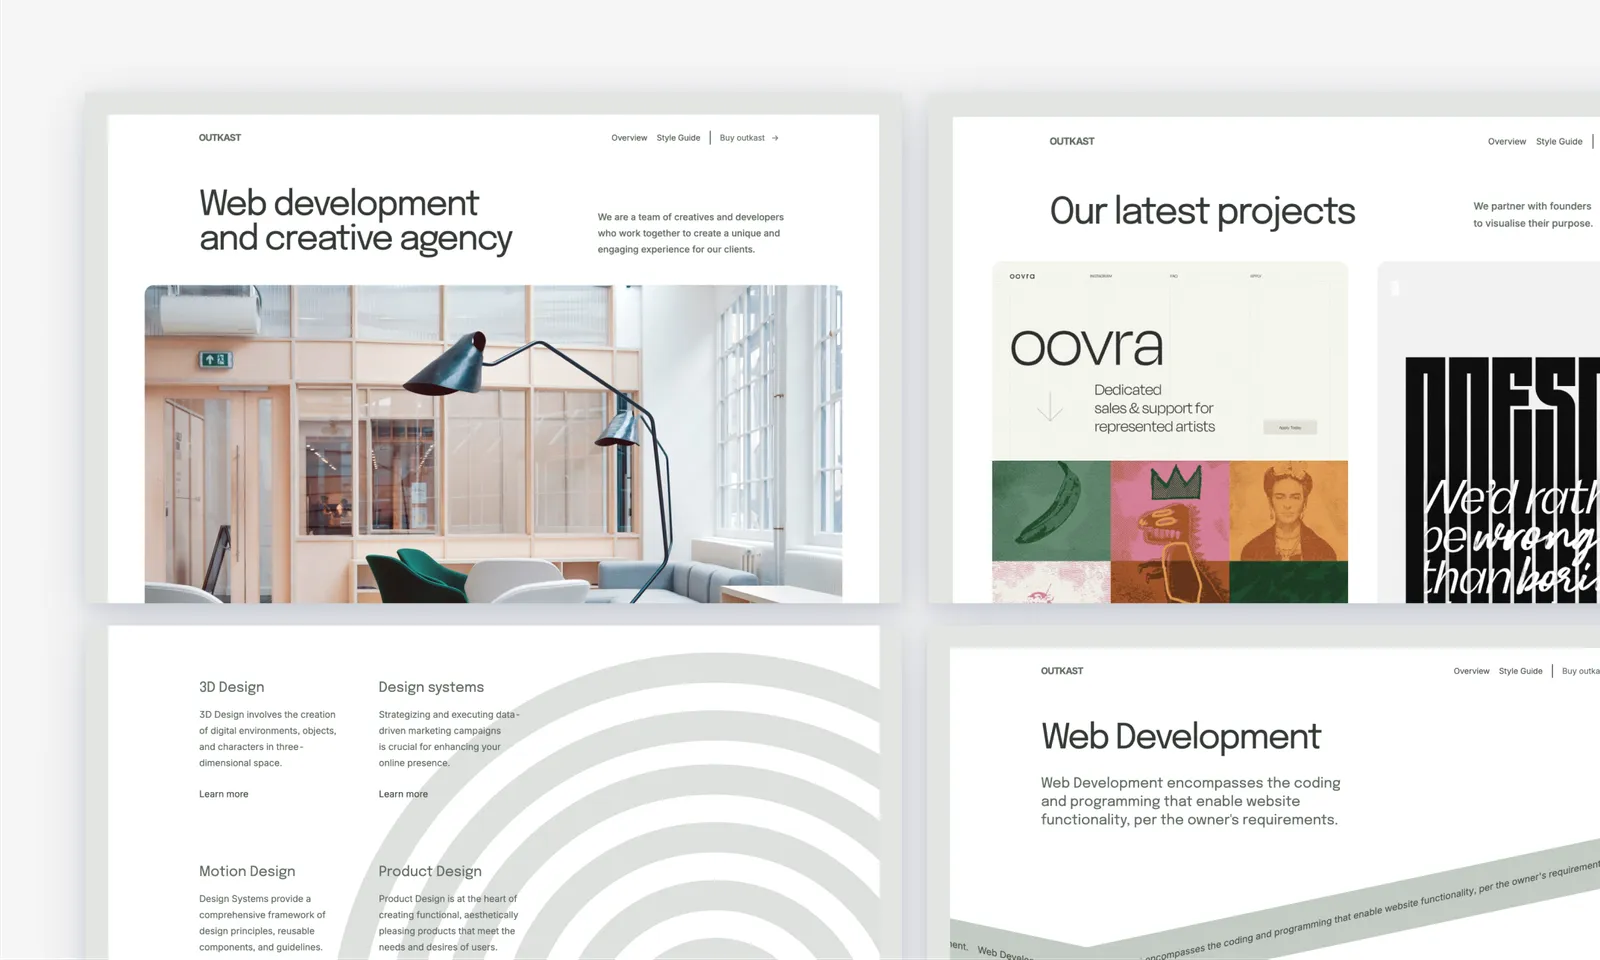 OUTKAST
Overview Style Guide Buy outkast →
Web development
and creative agency
We are a team of creatives and developers
who work together to create a unique and
engaging experience for our clients.
OUTKAST
Overview Style Guide
Our latest projects
We partner with founders
to visualise their purpose.
oovra
INSTAGRAM FAQ APPLY
oovra
Dedicated
sales & support for
represented artists
Apply Today
We'd rath
be wrong
than bori
3D Design
3D Design involves the creation
of digital environments, objects,
and characters in three-
dimensional space.
Learn more
Design systems
Strategizing and executing data-
driven marketing campaigns
is crucial for enhancing your
online presence.
Learn more
Motion Design
Design Systems provide a
comprehensive framework of
design principles, reusable
components, and guidelines.
Product Design
Product Design is at the heart of
creating functional, aesthetically
pleasing products that meet the
needs and desires of users.
OUTKAST
Overview Style Guide Buy outka
Web Development
Web Development encompasses the coding
and programming that enable website
functionality, per the owner's requirements.
ment. Web Develo
encompasses the coding and programming that enable website functionality, per the owner's requirement